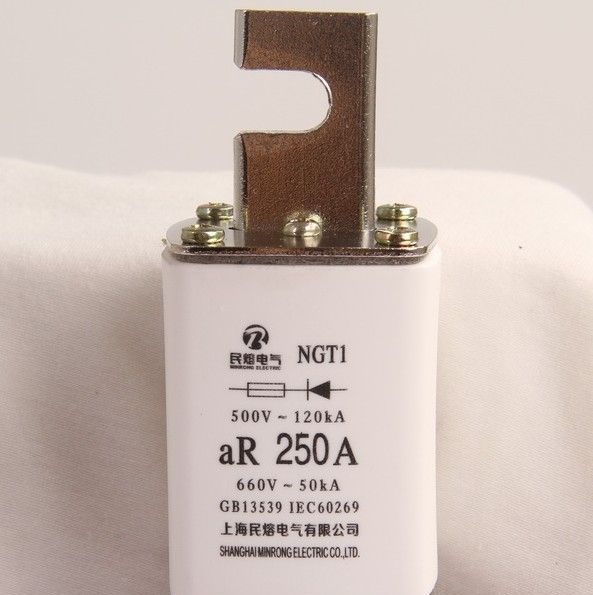 民熔电气 NGT1
MINRONG ELECTRIC
500V ~ 120kA
aR 250A
660V ~ 50kA
GB13539 IEC60269
上海民熔电气有限公司
SHANGHAI MINRONG ELECTRIC CO.,LTD.